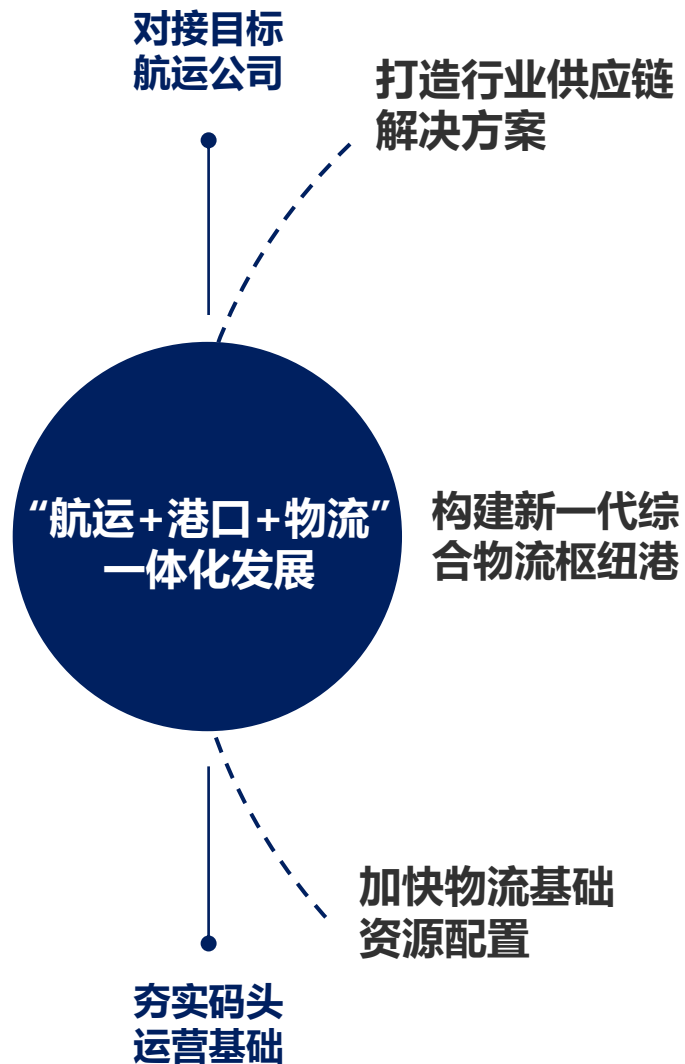 对接目标
航运公司
打造行业供应链
解决方案
“航运+港口+物流”
一体化发展
构建新一代综
合物流枢纽港
加快物流基础
资源配置
夯实码头
运营基础